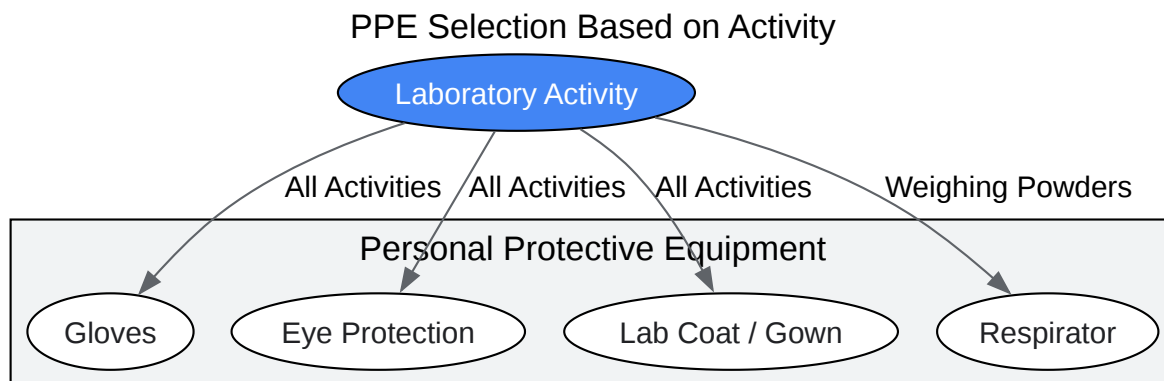 PPE Selection Based on Activity
Laboratory Activity
All Activities
All Activities
All Activities
Weighing Powders
Personal Protective Equipment
Gloves
Eye Protection
Lab Coat / Gown
Respirator